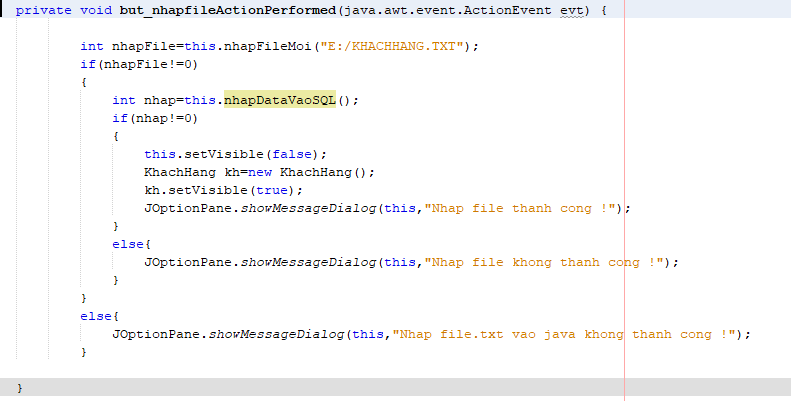 private void but_nhapfileActionPerformed(java.awt.event.ActionEvent evt) {
int nhapFile=this.nhapFileMoi("E:/KHACHHANG.TXT");
if(nhapFile!=0)
{
int nhap=this.nhapDataVaoSQL();
if(nhap!=0)
{
this.setVisible(false);
KhachHang kh=new KhachHang();
kh.setVisible(true);
JOptionPane.showMessageDialog(this,"Nhap file thanh cong !");
}
else{
JOptionPane.showMessageDialog(this,"Nhap file khong thanh cong !");
}
}
else{
JOptionPane.showMessageDialog(this,"Nhap file.txt vao java khong thanh cong !");
}
}